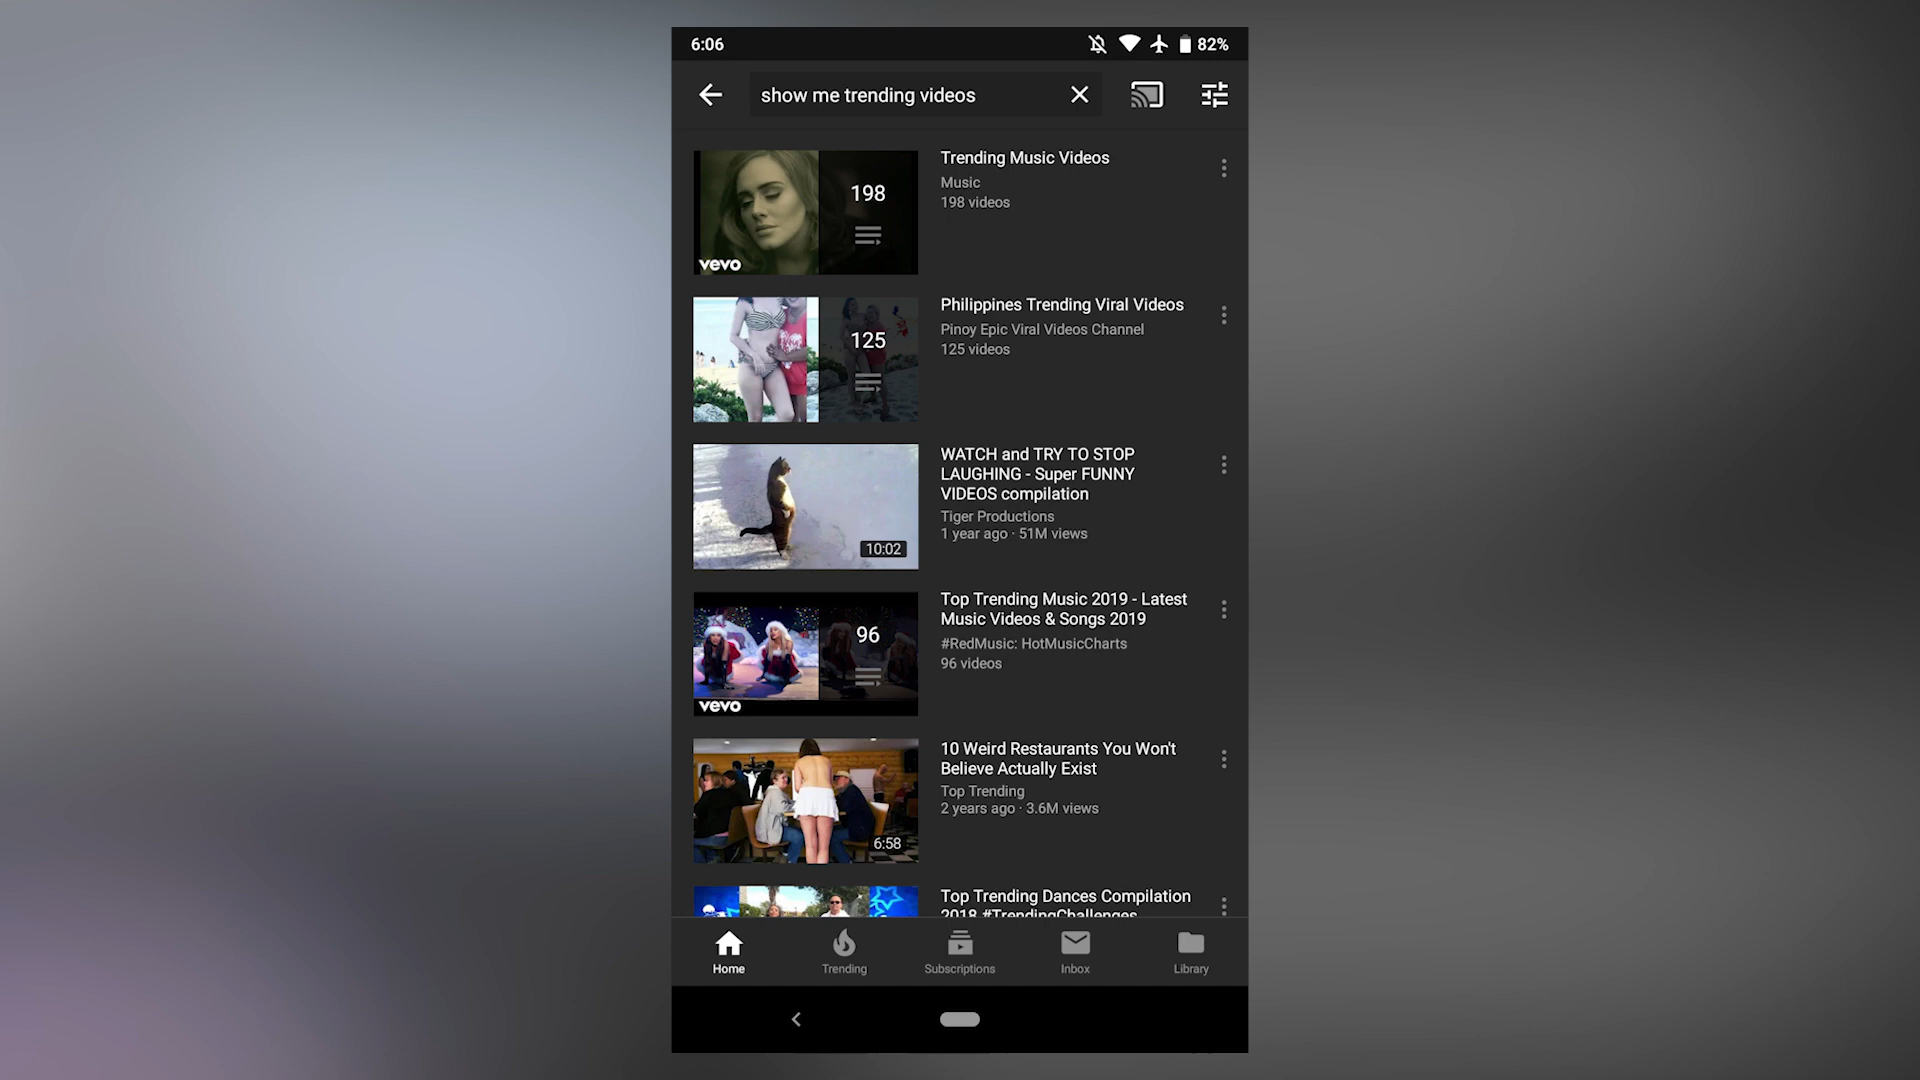 6:06
82%
show me trending videos
198
vevo
Trending Music Videos
Music
198 videos
125
Philippines Trending Viral Videos
Pinoy Epic Viral Videos Channel
125 videos
10:02
WATCH and TRY TO STOP
LAUGHING - Super FUNNY
VIDEOS compilation
Tiger Productions
1 year ago · 51M views
96
vevo
Top Trending Music 2019 - Latest
Music Videos & Songs 2019
#RedMusic: HotMusicCharts
96 videos
6:58
10 Weird Restaurants You Won't
Believe Actually Exist
Top Trending
2 years ago · 3.6M views
Top Trending Dances Compilation
2018 #TrendingChallenges
Home
Trending
Subscriptions
Inbox
Library